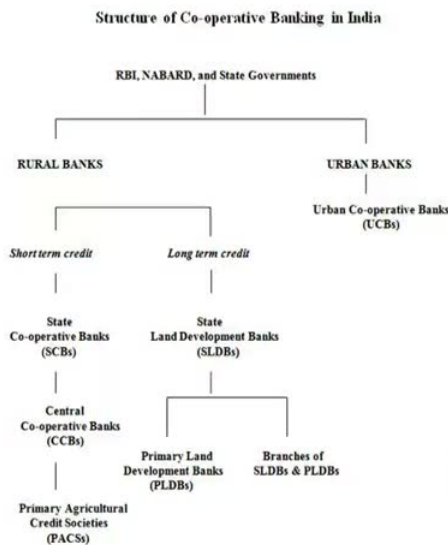 Structure of Co-operative Banking in India
RBI, NABARD, and State Governments
RURAL BANKS
URBAN BANKS
Urban Co-operative Banks
(UCBs)
Short term credit
Long term credit
State
Co-operative Banks
(SCBs)
State
Land Development Banks
(SLDBs)
Central
Co-operative Banks
(CCBs)
Primary Land
Development Banks
(PLDBs)
Branches of
SLDBs & PLDBs
Primary Agricultural
Credit Societies
(PACSs)